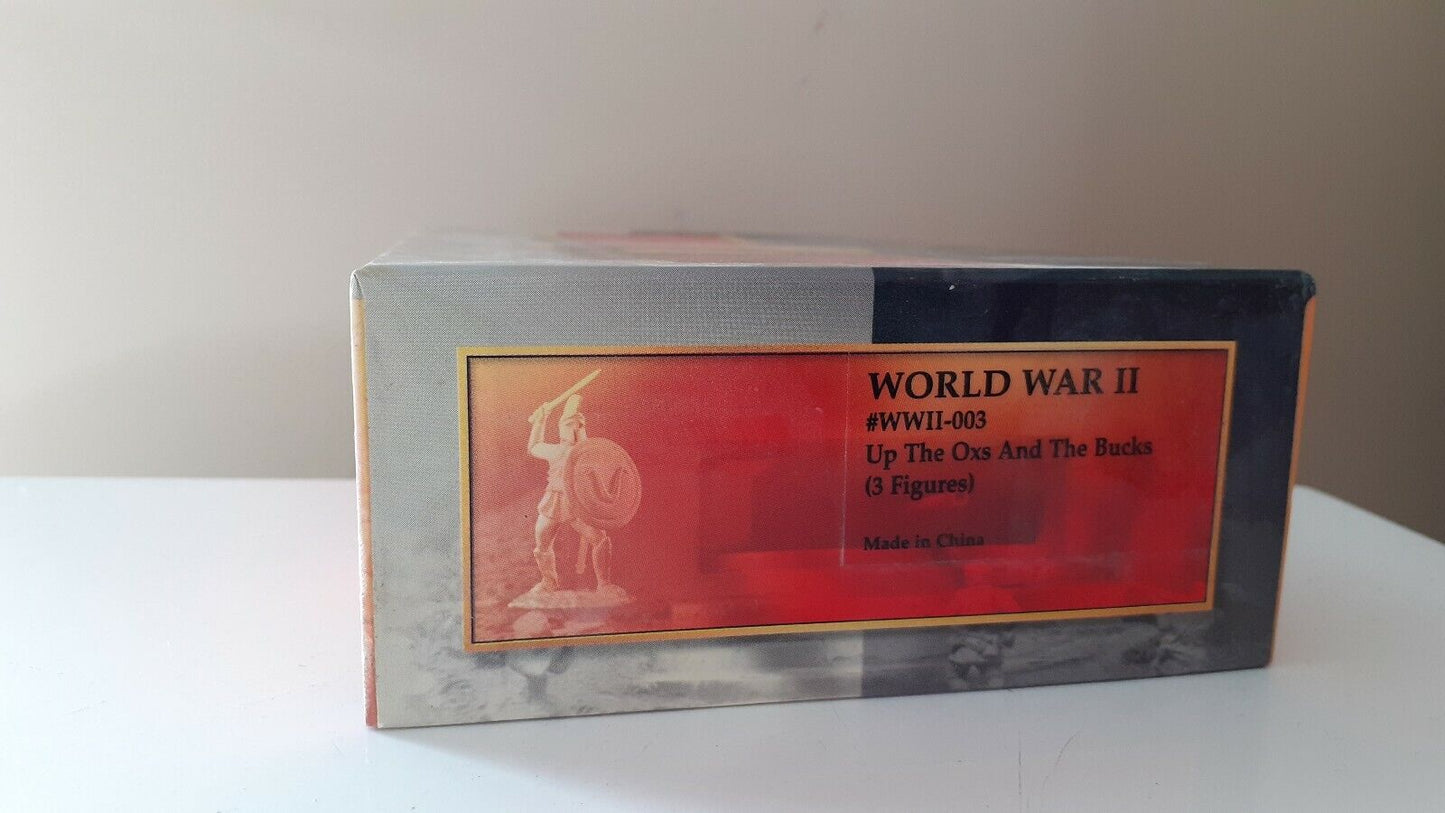 WORLD WAR II
#WWII-003
Up The Oxs And The Bucks
(3 Figures)
Made in China